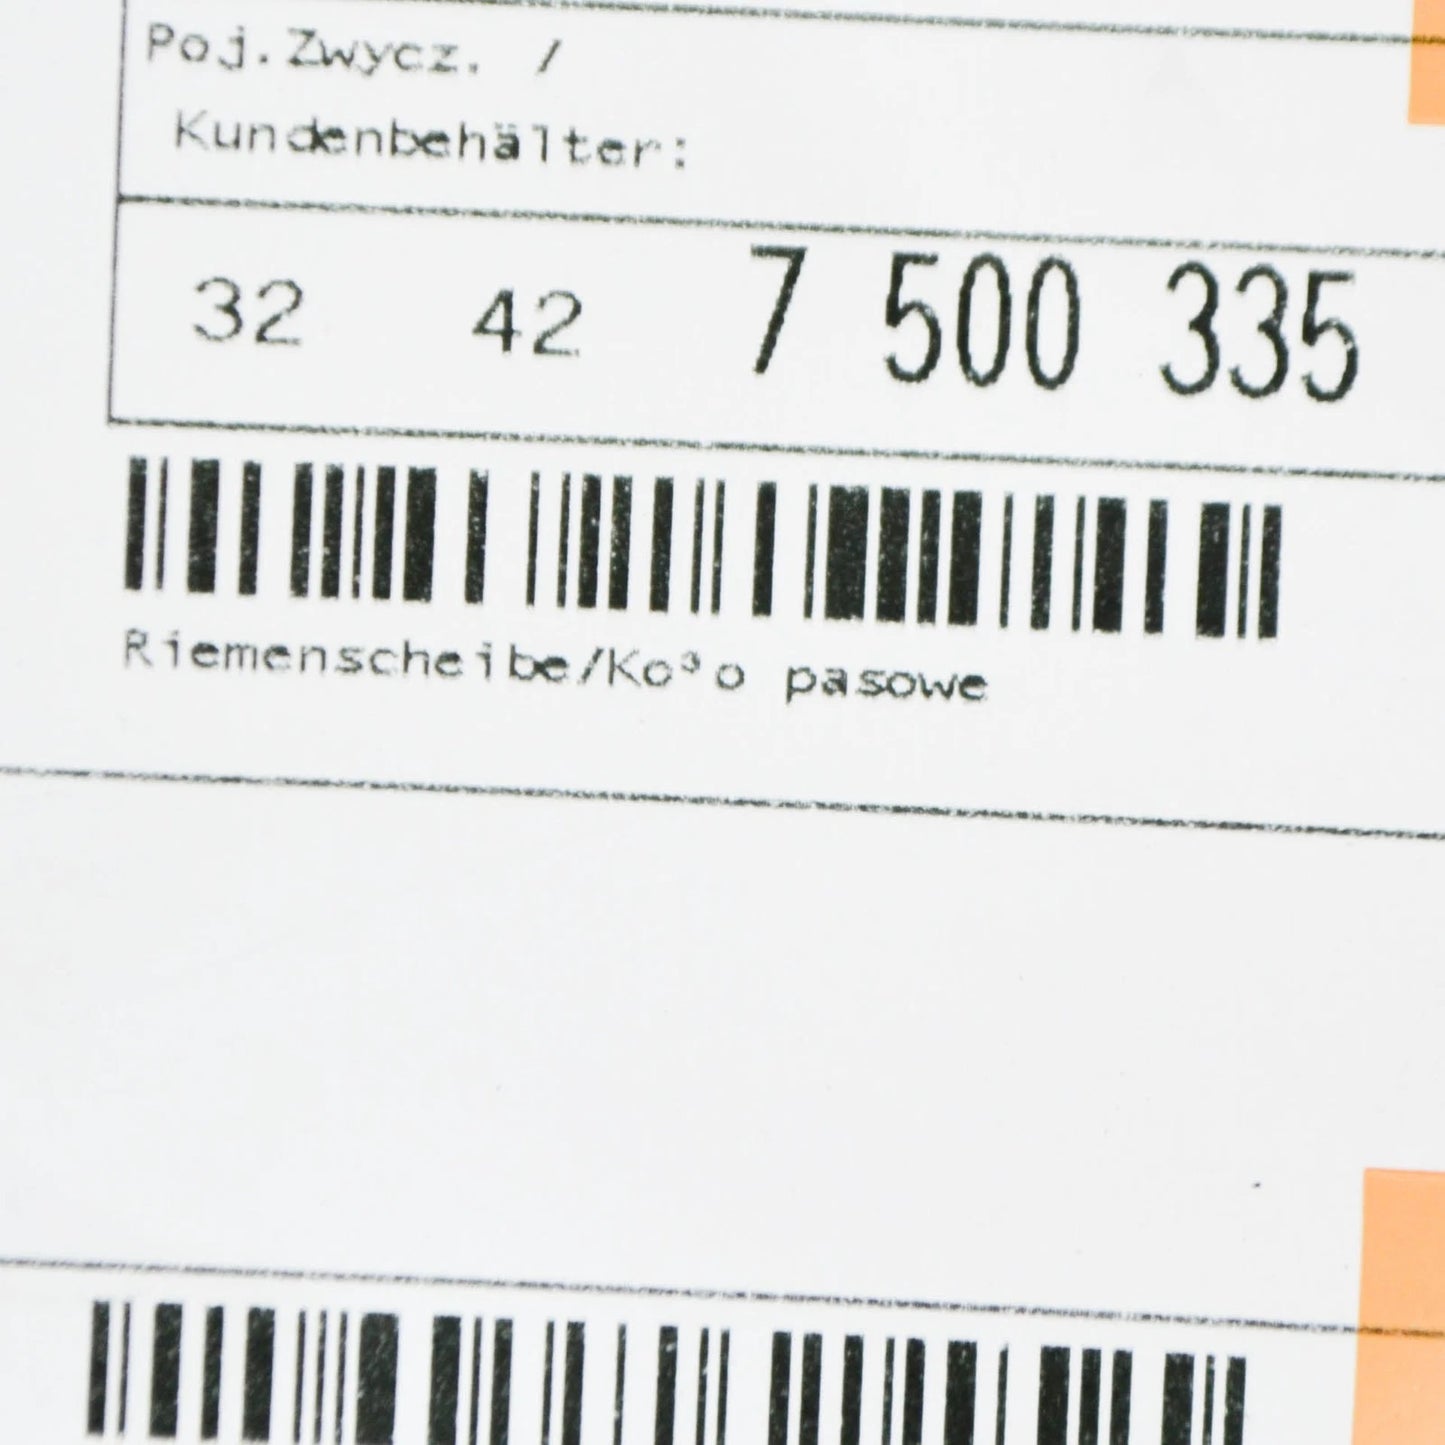 Poj.Zwycz. /
Kundenbehälter:
32 42 7 500 335
Riemenscheibe/Ko³o pasowe